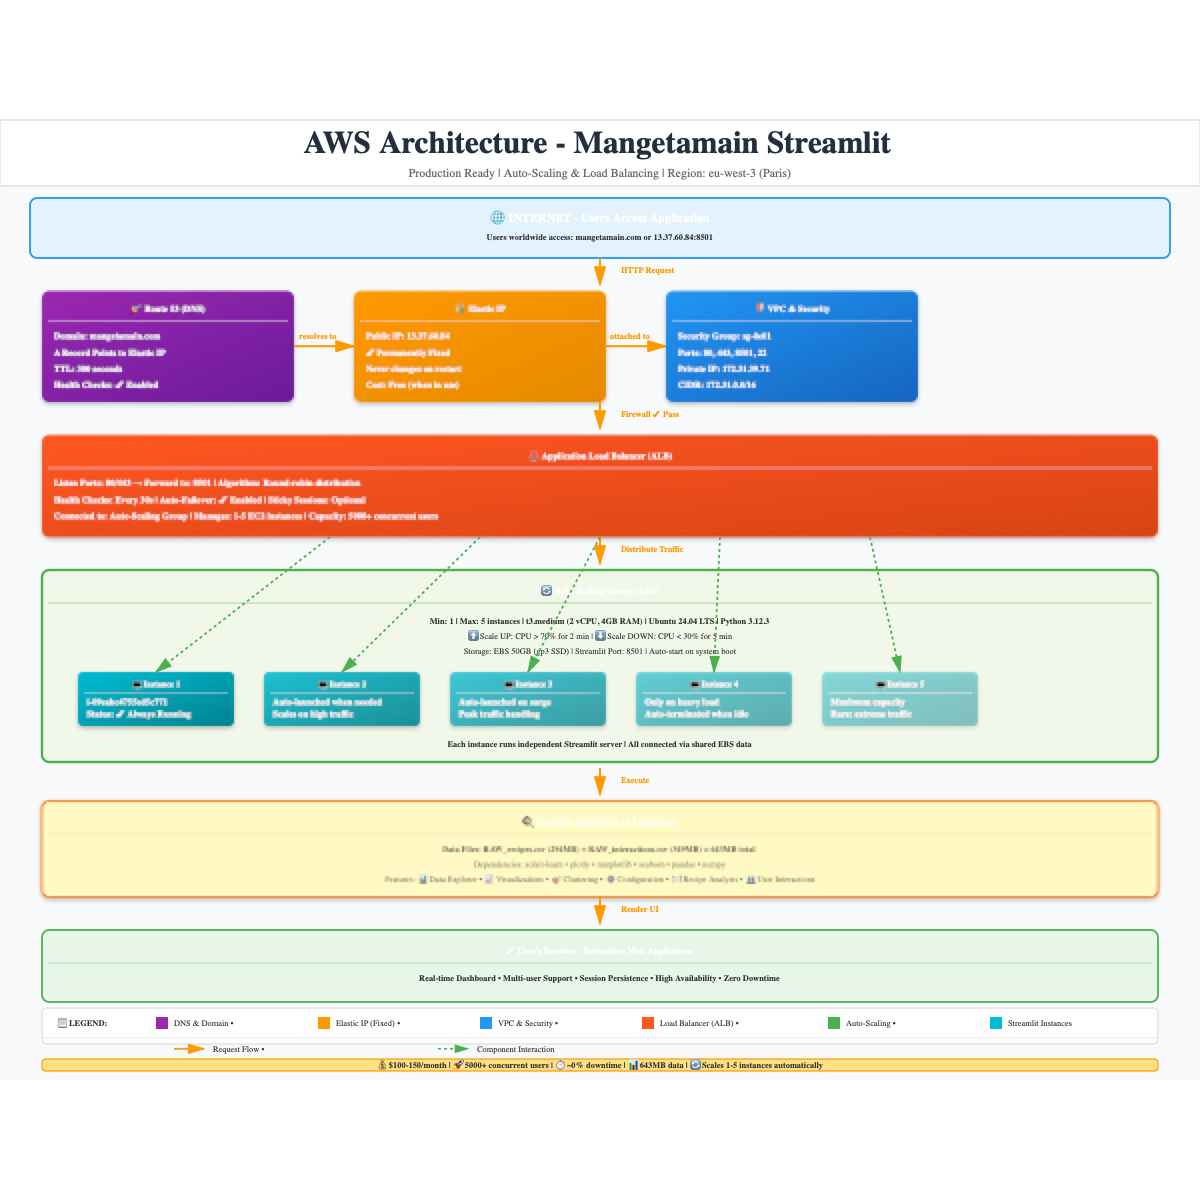 AWS Architecture - Mangetamain Streamlit
Production Ready | Auto-Scaling & Load Balancing | Region: eu-west-3 (Paris)
INTERNET - Users Access Application
Users worldwide access: mangetamain.com or 13.37.60.84:8501
HTTP Request
Route 53 (DNS)
Domain: mangetamain.com
A Record Points to Elastic IP
TTL: 300 seconds
Health Checks: ✓ Enabled
resolves to
Elastic IP
Public IP: 13.37.60.84
✓ Permanently Fixed
Never changes on restart
Cost: Free (when in use)
attached to
VPC & Security
Security Group:
Ports: 80, 443, 8501, 22
Private IP: 172.31.39.71
CIDR: 172.31.0.0/16
Firewall ✓ Pass
Application Load Balancer (ALB)
Listen Ports: 80/443 → Forward to: 8501 | Algorithm: Round-robin distribution
Health Checks: Every 30s | Auto-Failover: ✓ Enabled | Sticky Sessions: Optional
Connected to: Auto-Scaling Group | Manages: 1-5 EC2 instances | Capacity: 5000+ concurrent users
Distribute Traffic
Auto-Scaling Group (ASG)
Min: 1 | Max: 5 instances | t3.medium (2 vCPU, 4GB RAM) | Ubuntu 24.04 LTS | Python 3.12.3
⬆️ Scale UP: CPU > 70% for 2 min | ⬇️ Scale DOWN: CPU < 30% for 5 min
Storage: EBS 50GB (gp3 SSD) | Streamlit Port: 8501 | Auto-start on system boot
Instance 1
Status: ✓ Always Running
Instance 2
Auto-launched when needed
Scales on high traffic
Instance 3
Auto-launched on surge
Peak traffic handling
Instance 4
Only on heavy load
Auto-terminated when idle
Instance 5
Maximum capacity
Rare: extreme traffic
Each instance runs independent Streamlit server | All connected via shared EBS data
Execute
Data Files: RAW_recipes.csv (294MB) + RAW_interactions.csv (349MB) = 643MB total
Dependencies: scikit-learn • plotly • matplotlib • seaborn • pandas • numpy
Features: Data Explorer • Visualizations • Clustering • Configuration • Recipe Analysis • User Interactions
Render UI
✓ User's Browser - Interactive Web Application
Real-time Dashboard • Multi-user Support • Session Persistence • High Availability • Zero Downtime
LEGEND: DNS & Domain • Elastic IP (Fixed) • VPC & Security • Load Balancer (ALB) • Auto-Scaling • Streamlit Instances
Request Flow • Component Interaction
$100-150/month | 5000+ concurrent users | ~0% downtime | 643MB data | Scales 1-5 instances automatically